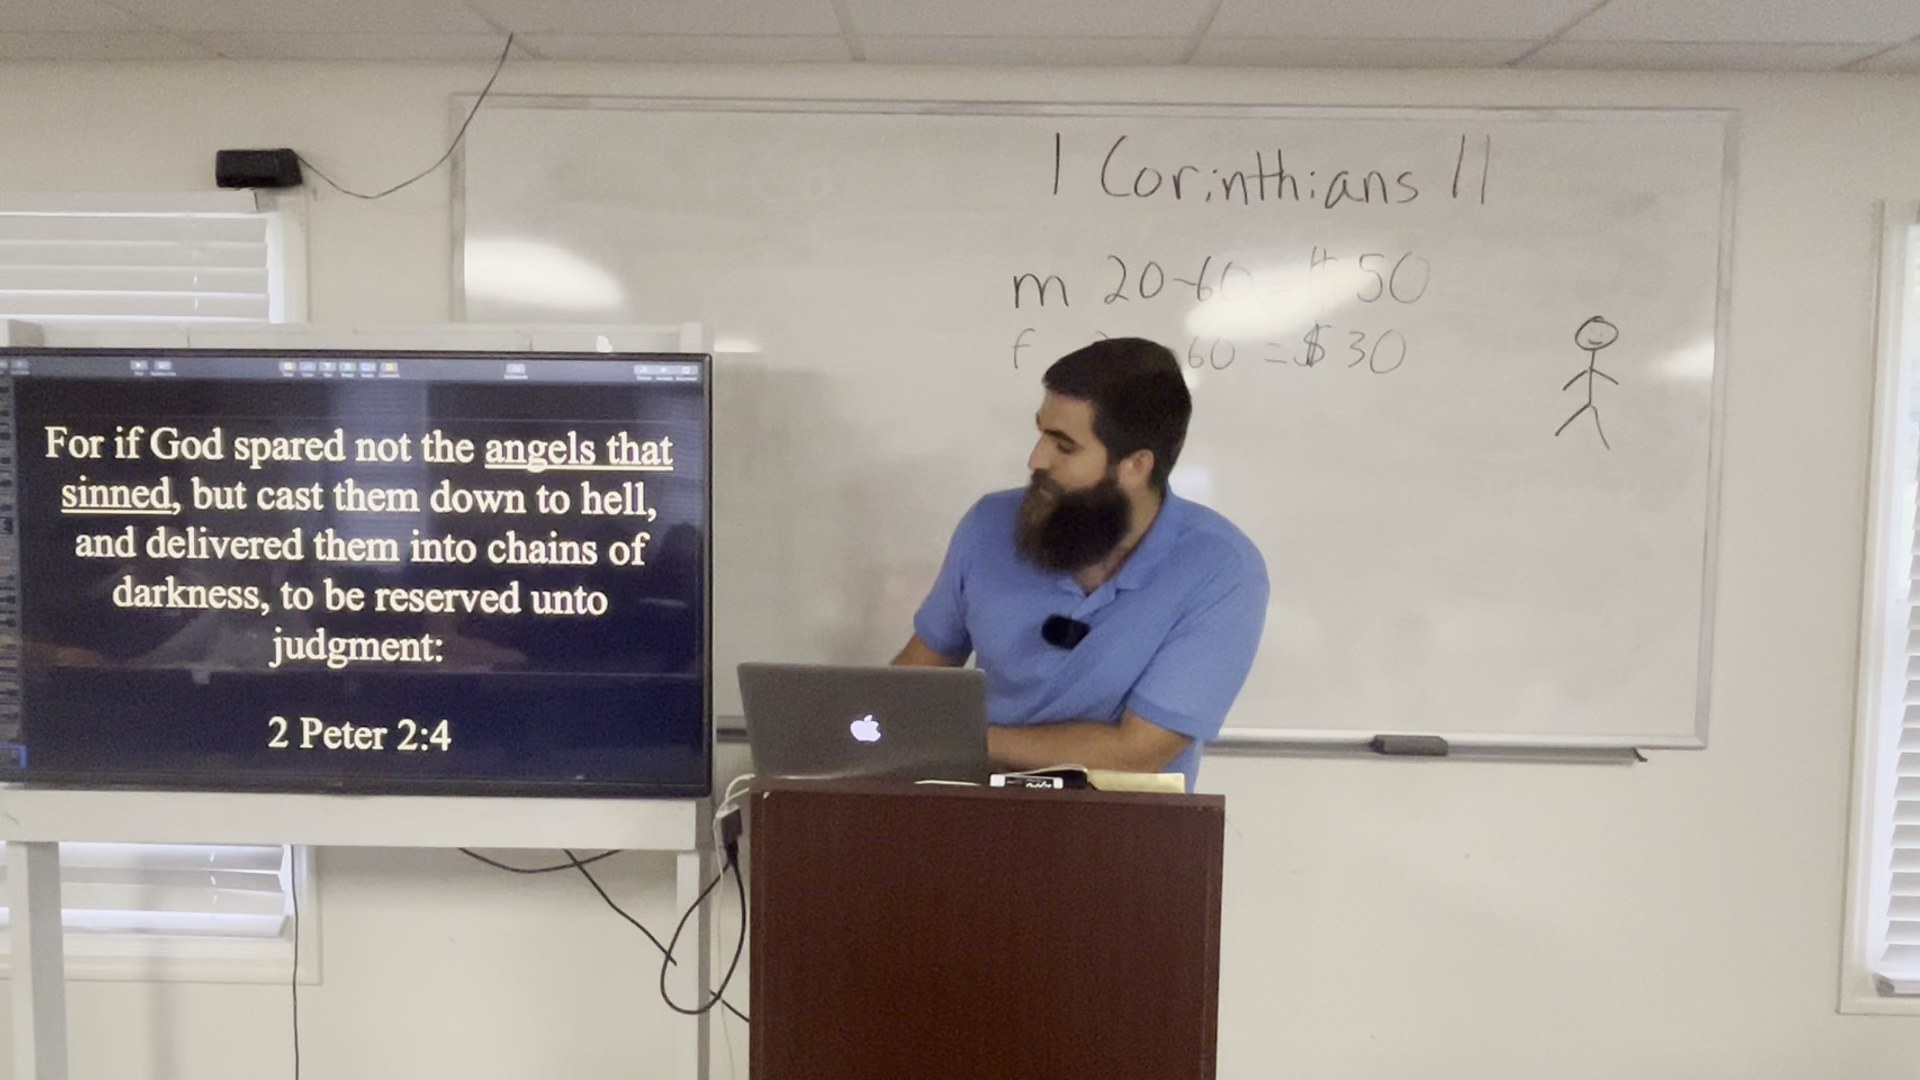 1 Corinthians 11
m 20-60 = $50
f 60 = $30
For if God spared not the angels that
sinned, but cast them down to hell,
and delivered them into chains of
darkness, to be reserved unto
judgment:
2 Peter 2:4